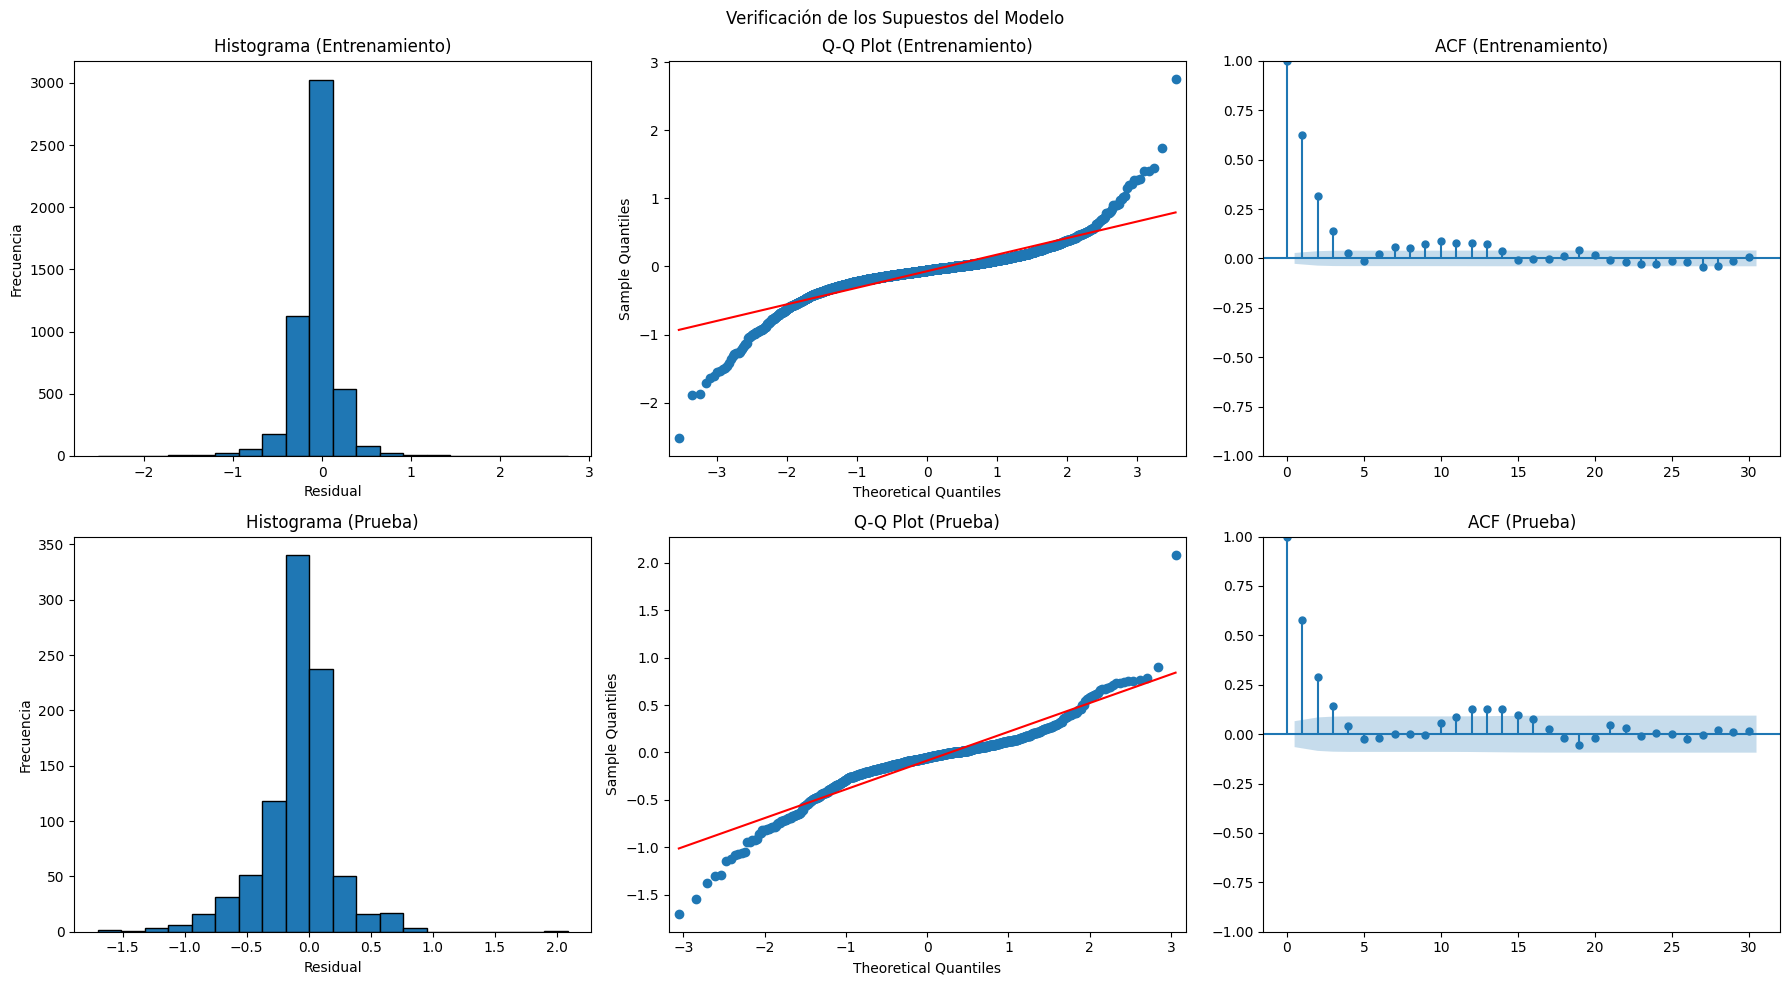 Verificación de los Supuestos del Modelo
Histograma (Entrenamiento)
Frecuencia
3000
2500
2000
1500
1000
500
0
−2 −1 0 1 2 3
Residual
Q-Q Plot (Entrenamiento)
Sample Quantiles
3
2
1
0
−1
−2
−3 −2 −1 0 1 2 3
Theoretical Quantiles
ACF (Entrenamiento)
1.00
0.75
0.50
0.25
0.00
−0.25
−0.50
−0.75
−1.00
0 5 10 15 20 25 30
Histograma (Prueba)
Frecuencia
350
300
250
200
150
100
50
0
−1.5 −1.0 −0.5 0.0 0.5 1.0 1.5 2.0
Residual
Q-Q Plot (Prueba)
Sample Quantiles
2.0
1.5
1.0
0.5
0.0
−0.5
−1.0
−1.5
−3 −2 −1 0 1 2 3
Theoretical Quantiles
ACF (Prueba)
1.00
0.75
0.50
0.25
0.00
−0.25
−0.50
−0.75
−1.00
0 5 10 15 20 25 30